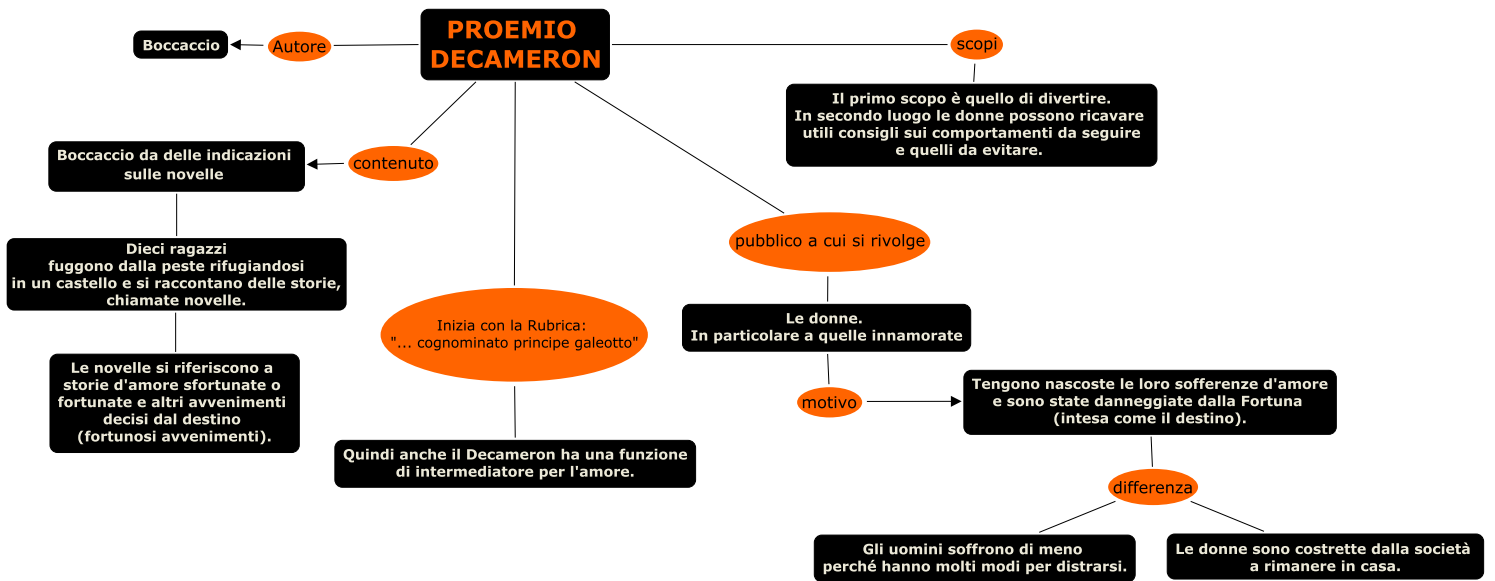 PROEMIO
DECAMERON
Autore
Boccaccio
scopi
Il primo scopo è quello di divertire.
In secondo luogo le donne possono ricavare
utili consigli sui comportamenti da seguire
e quelli da evitare.
contenuto
Boccaccio da delle indicazioni
sulle novelle
Dieci ragazzi
fuggono dalla peste rifugiandosi
in un castello e si raccontano delle storie,
chiamate novelle.
Le novelle si riferiscono a
storie d'amore sfortunate o
fortunate e altri avvenimenti
decisi dal destino
(fortunosi avvenimenti).
Inizia con la Rubrica:
"... cognominato principe galeotto"
Quindi anche il Decameron ha una funzione
di intermediatore per l'amore.
pubblico a cui si rivolge
Le donne.
In particolare a quelle innamorate
motivo
Tengono nascoste le loro sofferenze d'amore
e sono state danneggiate dalla Fortuna
(intesa come il destino).
differenza
Gli uomini soffrono di meno
perché hanno molti modi per distrarsi.
Le donne sono costrette dalla società
a rimanere in casa.